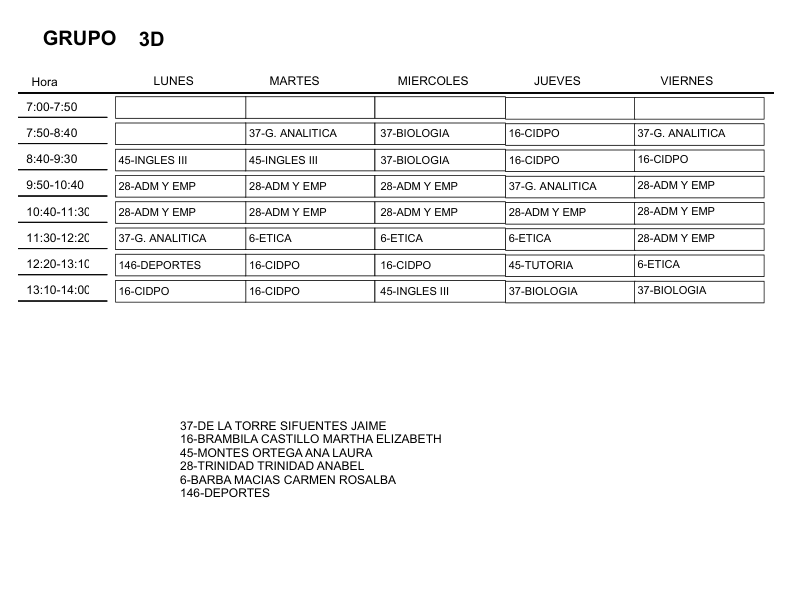 GRUPO 3D
Hora LUNES MARTES MIERCOLES JUEVES VIERNES
7:00-7:50
7:50-8:40 37-G. ANALITICA 37-BIOLOGIA 16-CIDPO 37-G. ANALITICA
8:40-9:30 45-INGLES III 45-INGLES III 37-BIOLOGIA 16-CIDPO 16-CIDPO
9:50-10:40 28-ADM Y EMP 28-ADM Y EMP 28-ADM Y EMP 37-G. ANALITICA 28-ADM Y EMP
10:40-11:30 28-ADM Y EMP 28-ADM Y EMP 28-ADM Y EMP 28-ADM Y EMP 28-ADM Y EMP
11:30-12:20 37-G. ANALITICA 6-ETICA 6-ETICA 6-ETICA 28-ADM Y EMP
12:20-13:10 146-DEPORTES 16-CIDPO 16-CIDPO 45-TUTORIA 6-ETICA
13:10-14:00 16-CIDPO 16-CIDPO 45-INGLES III 37-BIOLOGIA 37-BIOLOGIA
37-DE LA TORRE SIFUENTES JAIME
16-BRAMBILA CASTILLO MARTHA ELIZABETH
45-MONTES ORTEGA ANA LAURA
28-TRINIDAD TRINIDAD ANABEL
6-BARBA MACIAS CARMEN ROSALBA
146-DEPORTES